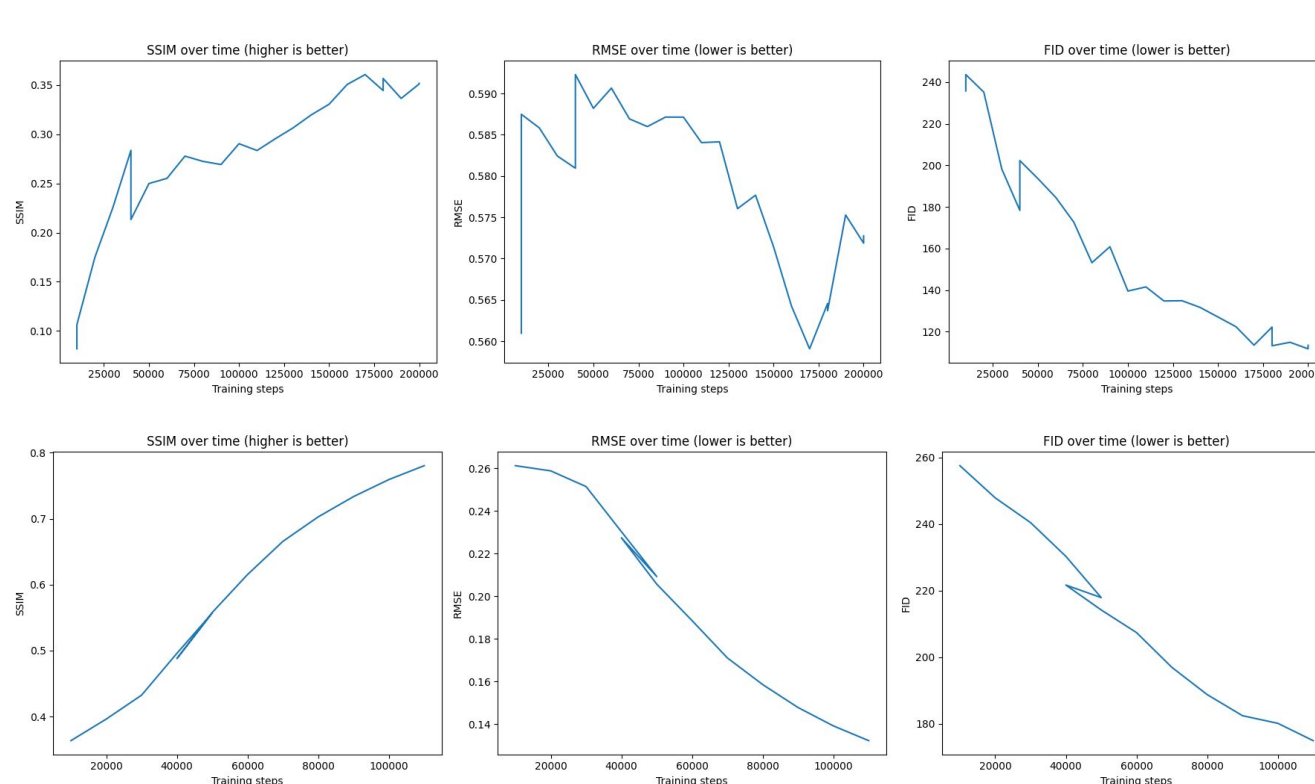 SSIM over time (higher is better)
RMSE over time (lower is better)
FID over time (lower is better)
SSIM
0.35
0.30
0.25
0.20
0.15
0.10
25000 50000 75000 100000 125000 150000 175000 200000
Training steps
RMSE
0.590
0.585
0.580
0.575
0.570
0.565
0.560
25000 50000 75000 100000 125000 150000 175000 200000
Training steps
FID
240
220
200
180
160
140
120
25000 50000 75000 100000 125000 150000 175000 2000
Training steps
SSIM over time (higher is better)
RMSE over time (lower is better)
FID over time (lower is better)
SSIM
0.8
0.7
0.6
0.5
0.4
20000 40000 60000 80000 100000
Training steps
RMSE
0.26
0.24
0.22
0.20
0.18
0.16
0.14
20000 40000 60000 80000 100000
Training steps
FID
260
240
220
200
180
20000 40000 60000 80000 100000
Training steps